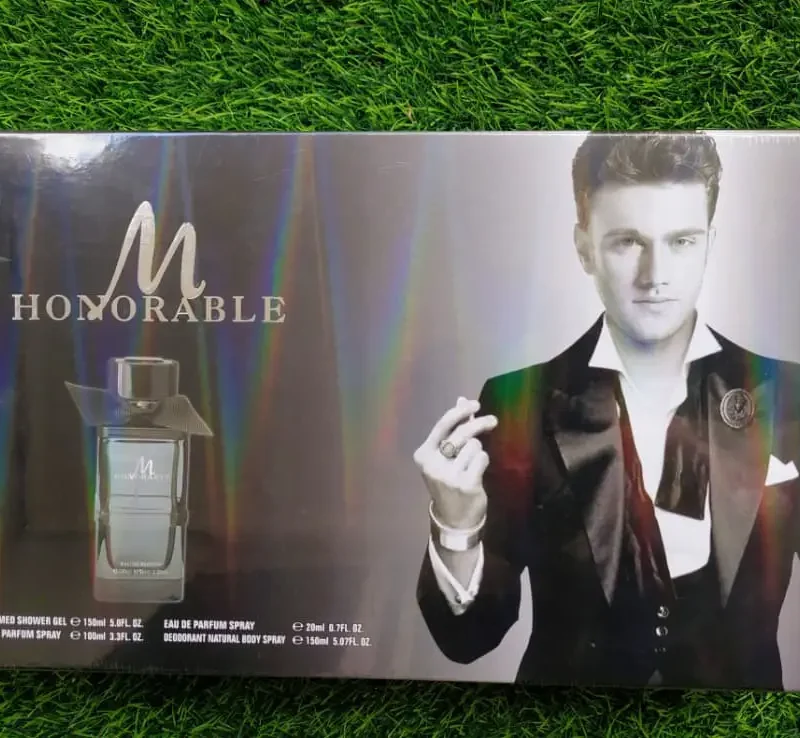 M
HONORABLE
M
HONORABLE
MED SHOWER GEL ℮ 150ml 5.0FL. OZ.
PARFUM SPRAY ℮ 100ml 3.3FL. OZ.
EAU DE PARFUM SPRAY ℮ 20ml 0.7FL. OZ.
DEODORANT NATURAL BODY SPRAY ℮ 150ml 5.07FL. OZ.